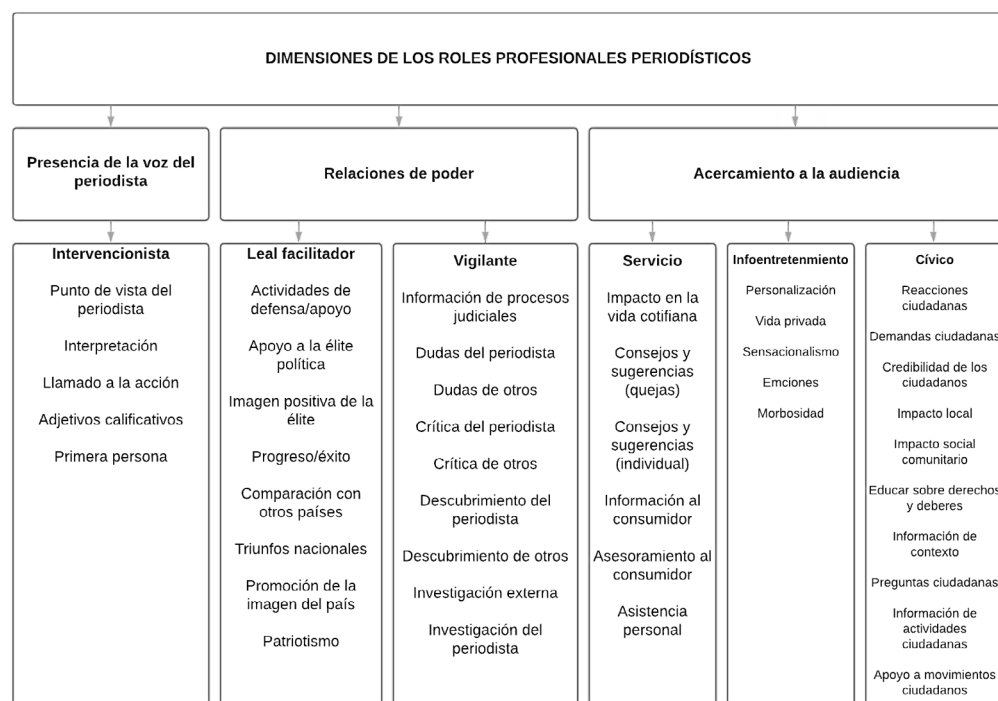 DIMENSIONES DE LOS ROLES PROFESIONALES PERIODÍSTICOS
Presencia de la voz del
periodista
Relaciones de poder
Acercamiento a la audiencia
Intervencionista
Punto de vista del
periodista
Interpretación
Llamado a la acción
Adjetivos calificativos
Primera persona
Leal facilitador
Actividades de
defensa/apoyo
Apoyo a la élite
política
Imagen positiva de la
élite
Progreso/éxito
Comparación con
otros países
Triunfos nacionales
Promoción de la
imagen del país
Patriotismo
Vigilante
Información de procesos
judiciales
Dudas del periodista
Dudas de otros
Crítica del periodista
Crítica de otros
Descubrimiento del
periodista
Descubrimiento de otros
Investigación externa
Investigación del
periodista
Servicio
Impacto en la
vida cotifiana
Consejos y
sugerencias
(quejas)
Consejos y
sugerencias
(individual)
Información al
consumidor
Asesoramiento al
consumidor
Asistencia
personal
Infoentretenmiento
Personalización
Vida privada
Sensacionalismo
Emciones
Morbosidad
Cívico
Reacciones
ciudadanas
Demandas ciudadanas
Credibilidad de los
ciudadanos
Impacto local
Impacto social
comunitario
Educar sobre derechos
y deberes
Información de
contexto
Preguntas ciudadanas
Información de
actividades
ciudadanas
Apoyo a movimientos
ciudadanos